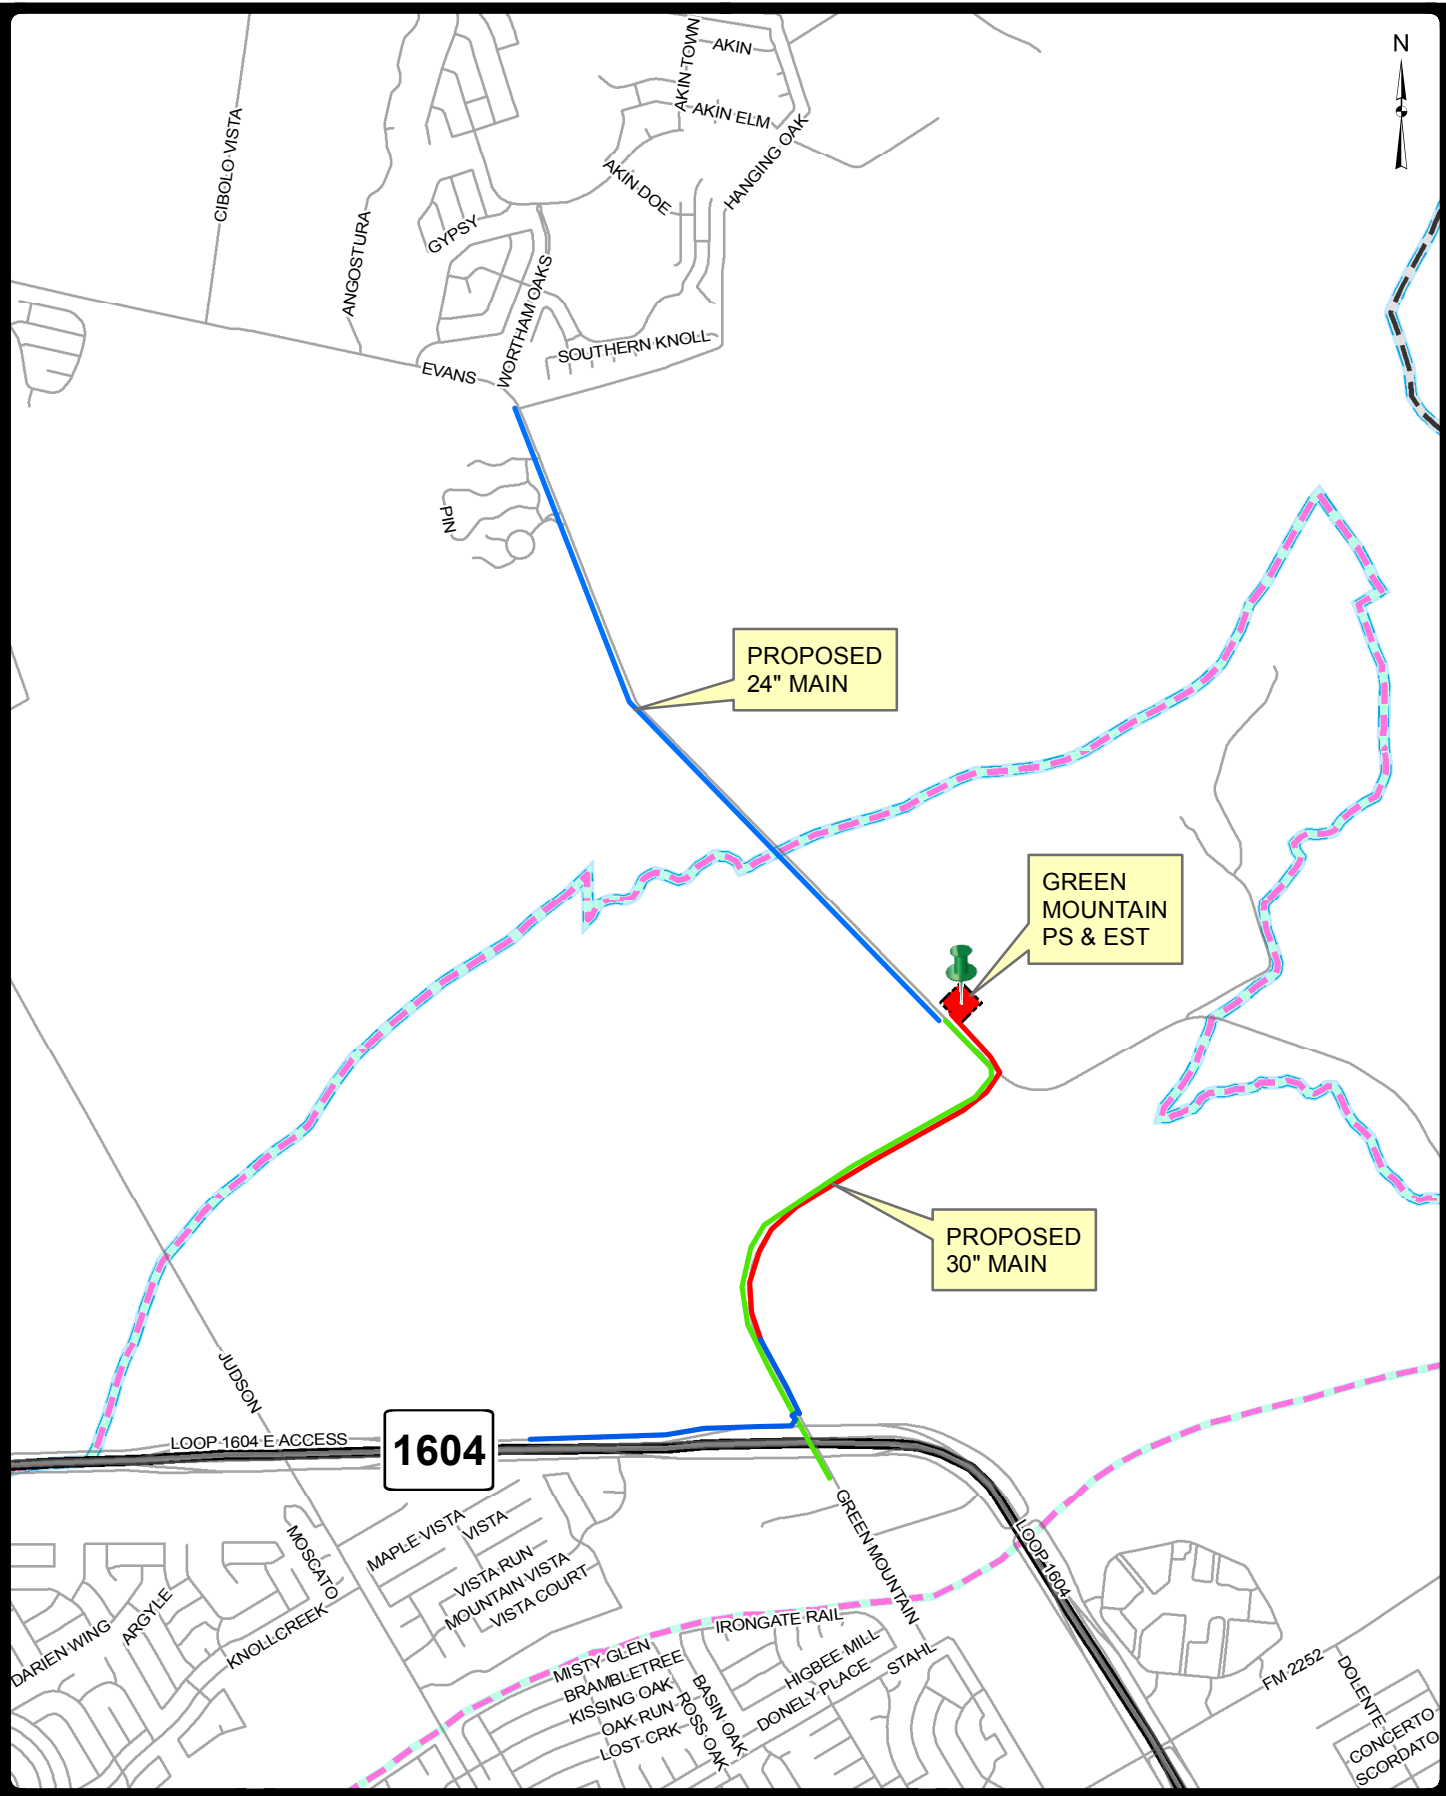 N
AKIN
AKIN TOWN
AKIN ELM
HANGING OAK
CIBOLO VISTA
AKIN DOE
ANGOSTURA
GYPSY
WORTHAM OAKS
SOUTHERN KNOLL
EVANS
PIN
PROPOSED
24" MAIN
GREEN
MOUNTAIN
PS & EST
PROPOSED
30" MAIN
JUDSON
LOOP 1604 E ACCESS
1604
GREEN MOUNTAIN
LOOP 1604
MAPLE VISTA
VISTA
VISTA RUN
MOUNTAIN VISTA
VISTA COURT
MOSCATO
ARGYLE
KNOLLCREEK
DARIEN WING
IRONGATE RAIL
MISTY GLEN
BRAMBLETREE
KISSING OAK
OAK RUN
LOST CRK
BASIN OAK
ROSS OAK
HIGBEE MILL
DONELY PLACE
STAHL
FM 2252
DOLENTE
CONCERTO
SCORDATO